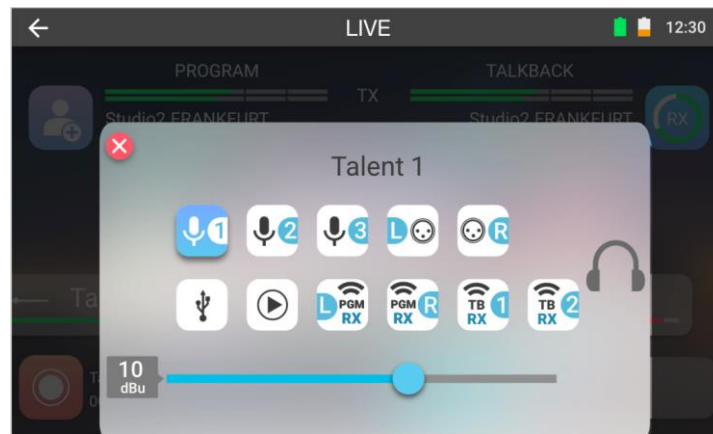 LIVE
12:30
PROGRAM
TX
TALKBACK
Studio2 FRANKFURT
Studio2 FRANKFURT
RX
Talent 1
1 2 3 L R
L PGM RX
PGM R RX
TB 1 RX
TB 2 RX
Ta
10
dBu